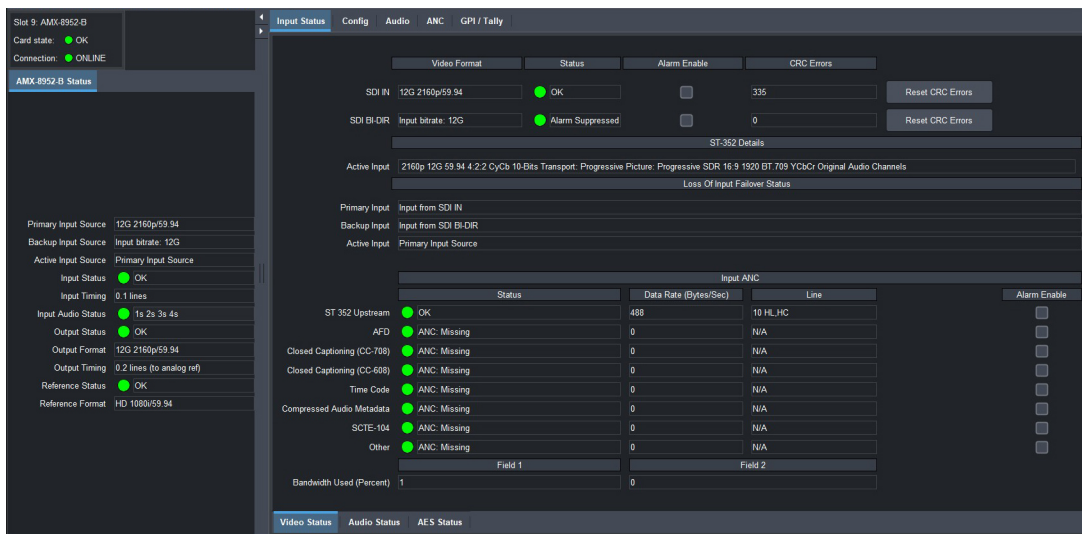 Slot 9: AMX-8952-B
Card state: OK
Connection: ONLINE
AMX-8952-B Status
Primary Input Source 12G 2160p/59.94
Backup Input Source Input bitrate: 12G
Active Input Source Primary Input Source
Input Status OK
Input Timing 0.1 lines
Input Audio Status 1s 2s 3s 4s
Output Status OK
Output Format 12G 2160p/59.94
Output Timing 0.2 lines (to analog ref)
Reference Status OK
Reference Format HD 1080i/59.94
Input Status Config Audio ANC GPI / Tally
Video Format Status Alarm Enable CRC Errors
SDI IN 12G 2160p/59.94 OK 335 Reset CRC Errors
SDI BI-DIR Input bitrate: 12G Alarm Suppressed 0 Reset CRC Errors
ST-352 Details
Active Input 2160p 12G 59.94 4:2:2 CyCb 10-Bits Transport: Progressive Picture: Progressive SDR 16:9 1920 BT.709 YCbCr Original Audio Channels
Loss Of Input Failover Status
Primary Input Input from SDI IN
Backup Input Input from SDI BI-DIR
Active Input Primary Input Source
Input ANC
Status Data Rate (Bytes/Sec) Line Alarm Enable
ST 352 Upstream OK 488 10 HL,HC
AFD ANC: Missing 0 N/A
Closed Captioning (CC-708) ANC: Missing 0 N/A
Closed Captioning (CC-608) ANC: Missing 0 N/A
Time Code ANC: Missing 0 N/A
Compressed Audio Metadata ANC: Missing 0 N/A
SCTE-104 ANC: Missing 0 N/A
Other ANC: Missing 0 N/A
Field 1 Field 2
Bandwidth Used (Percent) 1 0
Video Status Audio Status AES Status